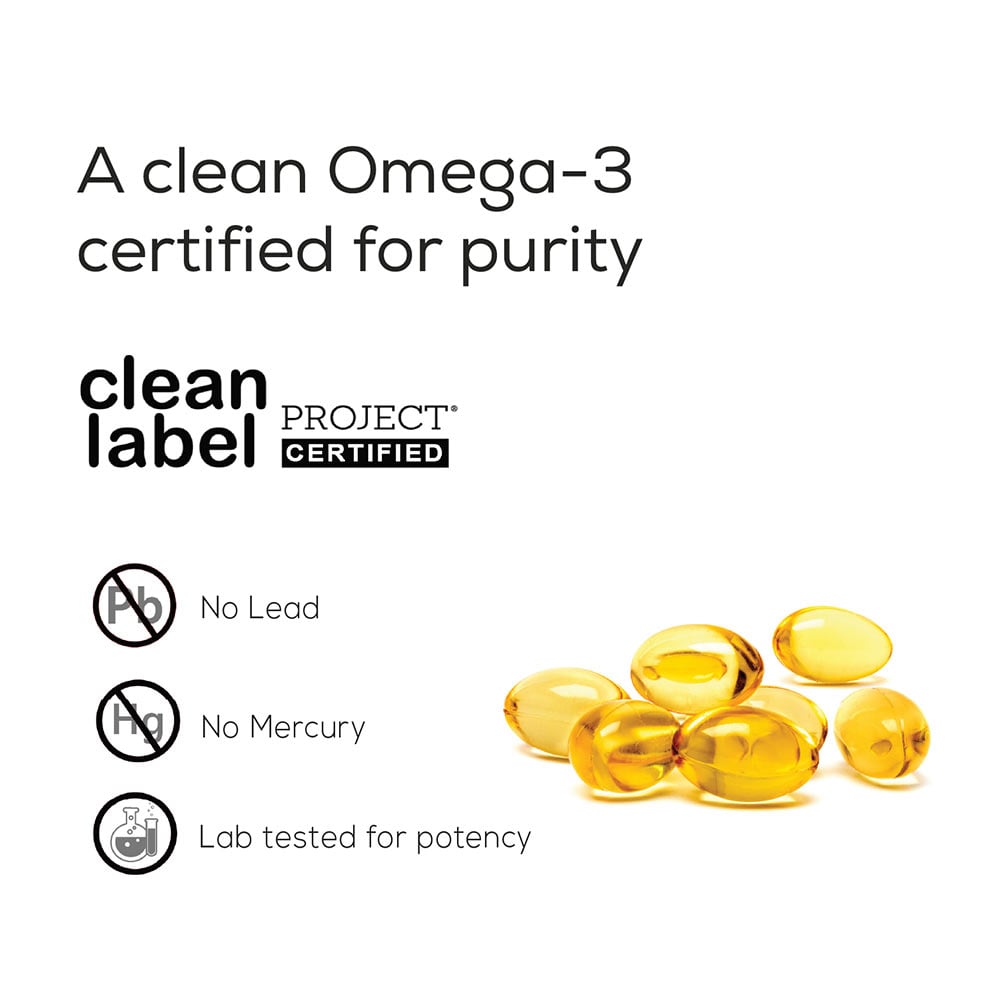 A clean Omega-3
certified for purity
clean
label
PROJECT®
CERTIFIED
Pb
No Lead
Hg
No Mercury
Lab tested for potency